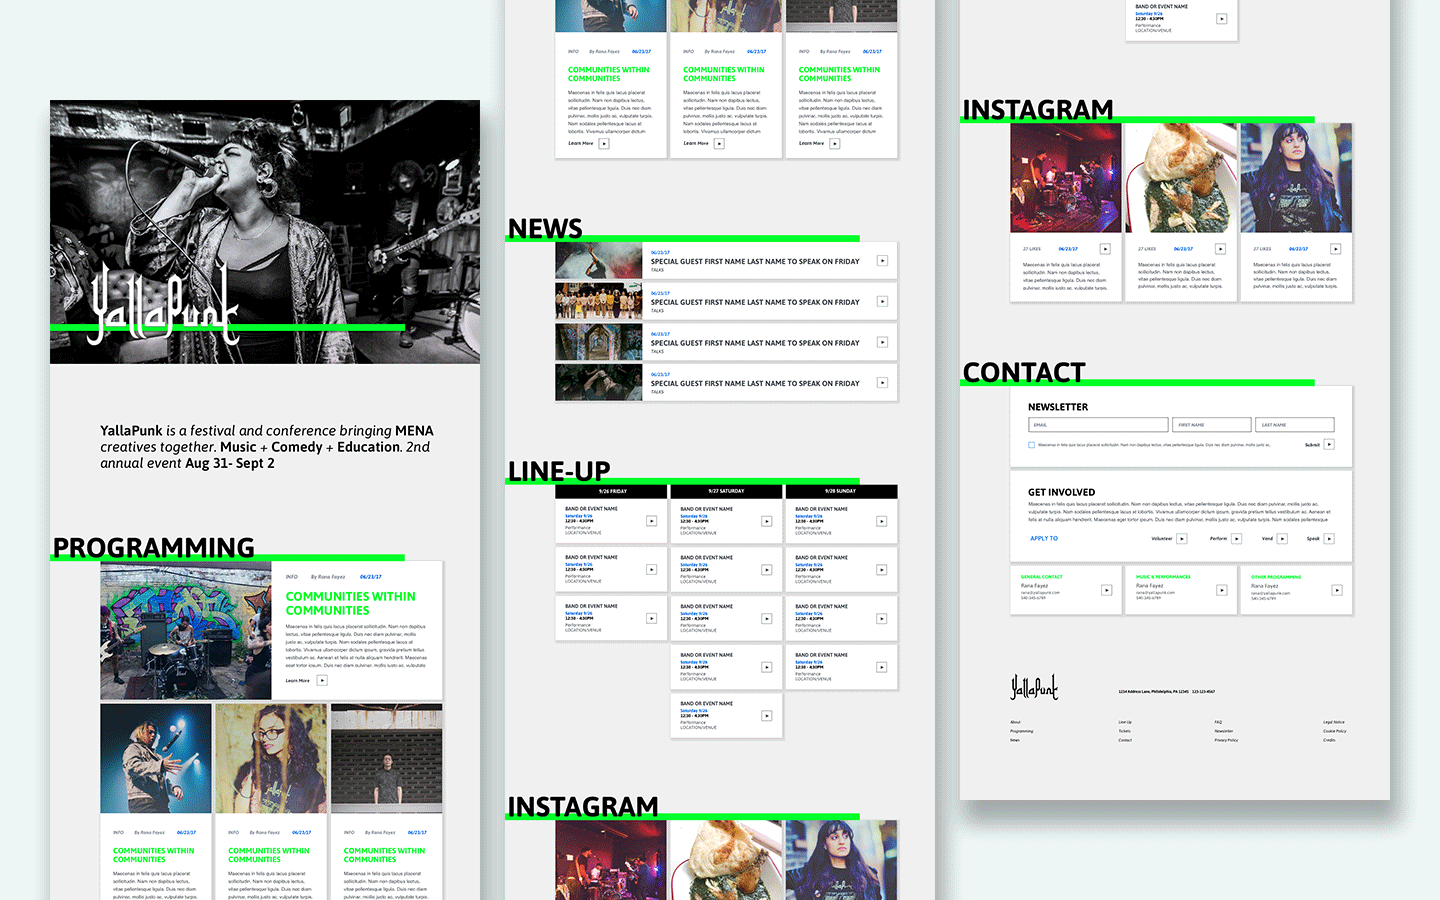 YallaPunk
YallaPunk is a festival and conference bringing MENA
creatives together. Music + Comedy + Education. 2nd
annual event Aug 31- Sept 2
PROGRAMMING
INFO By Rana Fayez 06/23/17
COMMUNITIES WITHIN
COMMUNITIES
Maecenas in felis quis lacus placerat sollicitudin. Nam non dapibus
lectus, vitae pellentesque ligula. Duis nec diam pulvinar, mollis
justo ac, vulputate turpis. Nam sodales pellentesque lacus at
lobortis. Vivamus ullamcorper dictum ipsum, gravida pretium tellus
vestibulum ac. Aenean et felis at nulla aliquam hendrerit. Maecenas
eget tortor ipsum. Duis nec diam pulvinar, mollis justo ac, vulputate
Learn More
INFO By Rana Fayez 06/23/17
COMMUNITIES WITHIN
COMMUNITIES
Maecenas in felis quis lacus placerat
sollicitudin. Nam non dapibus lectus,
vitae pellentesque ligula. Duis nec diam
pulvinar, mollis justo ac, vulputate turpis.
INFO By Rana Fayez 06/23/17
COMMUNITIES WITHIN
COMMUNITIES
Maecenas in felis quis lacus placerat
sollicitudin. Nam non dapibus lectus,
vitae pellentesque ligula. Duis nec diam
pulvinar, mollis justo ac, vulputate turpis.
INFO By Rana Fayez 06/23/17
COMMUNITIES WITHIN
COMMUNITIES
Maecenas in felis quis lacus placerat
sollicitudin. Nam non dapibus lectus,
vitae pellentesque ligula. Duis nec diam
pulvinar, mollis justo ac, vulputate turpis.
INFO By Rana Fayez 06/23/17
COMMUNITIES WITHIN
COMMUNITIES
Maecenas in felis quis lacus placerat
sollicitudin. Nam non dapibus lectus,
vitae pellentesque ligula. Duis nec diam
pulvinar, mollis justo ac, vulputate turpis.
Nam sodales pellentesque lacus at
lobortis. Vivamus ullamcorper dictum
Learn More
INFO By Rana Fayez 06/23/17
COMMUNITIES WITHIN
COMMUNITIES
Maecenas in felis quis lacus placerat
sollicitudin. Nam non dapibus lectus,
vitae pellentesque ligula. Duis nec diam
pulvinar, mollis justo ac, vulputate turpis.
Nam sodales pellentesque lacus at
lobortis. Vivamus ullamcorper dictum
Learn More
INFO By Rana Fayez 06/23/17
COMMUNITIES WITHIN
COMMUNITIES
Maecenas in felis quis lacus placerat
sollicitudin. Nam non dapibus lectus,
vitae pellentesque ligula. Duis nec diam
pulvinar, mollis justo ac, vulputate turpis.
Nam sodales pellentesque lacus at
lobortis. Vivamus ullamcorper dictum
Learn More
NEWS
06/23/17
SPECIAL GUEST FIRST NAME LAST NAME TO SPEAK ON FRIDAY
TALKS
06/23/17
SPECIAL GUEST FIRST NAME LAST NAME TO SPEAK ON FRIDAY
TALKS
06/23/17
SPECIAL GUEST FIRST NAME LAST NAME TO SPEAK ON FRIDAY
TALKS
06/23/17
SPECIAL GUEST FIRST NAME LAST NAME TO SPEAK ON FRIDAY
TALKS
LINE-UP
9/26 FRIDAY
BAND OR EVENT NAME
Saturday 9/26
12:30 - 4:30PM
Performance
LOCATION/VENUE
BAND OR EVENT NAME
Saturday 9/26
12:30 - 4:30PM
Performance
LOCATION/VENUE
BAND OR EVENT NAME
Saturday 9/26
12:30 - 4:30PM
Performance
LOCATION/VENUE
9/27 SATURDAY
BAND OR EVENT NAME
Saturday 9/26
12:30 - 4:30PM
Performance
LOCATION/VENUE
BAND OR EVENT NAME
Saturday 9/26
12:30 - 4:30PM
Performance
LOCATION/VENUE
BAND OR EVENT NAME
Saturday 9/26
12:30 - 4:30PM
Performance
LOCATION/VENUE
BAND OR EVENT NAME
Saturday 9/26
12:30 - 4:30PM
Performance
LOCATION/VENUE
BAND OR EVENT NAME
Saturday 9/26
12:30 - 4:30PM
Performance
LOCATION/VENUE
9/28 SUNDAY
BAND OR EVENT NAME
Saturday 9/26
12:30 - 4:30PM
Performance
LOCATION/VENUE
BAND OR EVENT NAME
Saturday 9/26
12:30 - 4:30PM
Performance
LOCATION/VENUE
BAND OR EVENT NAME
Saturday 9/26
12:30 - 4:30PM
Performance
LOCATION/VENUE
BAND OR EVENT NAME
Saturday 9/26
12:30 - 4:30PM
Performance
LOCATION/VENUE
INSTAGRAM
BAND OR EVENT NAME
Saturday 9/26
12:30 - 4:30PM
Performance
LOCATION/VENUE
INSTAGRAM
27 LIKES 06/23/17
Maecenas in felis quis lacus placerat
sollicitudin. Nam non dapibus lectus,
vitae pellentesque ligula. Duis nec diam
pulvinar, mollis justo ac, vulputate turpis.
27 LIKES 06/23/17
Maecenas in felis quis lacus placerat
sollicitudin. Nam non dapibus lectus,
vitae pellentesque ligula. Duis nec diam
pulvinar, mollis justo ac, vulputate turpis.
27 LIKES 06/23/17
Maecenas in felis quis lacus placerat
sollicitudin. Nam non dapibus lectus,
vitae pellentesque ligula. Duis nec diam
pulvinar, mollis justo ac, vulputate turpis.
CONTACT
NEWSLETTER
EMAIL FIRST NAME LAST NAME
Maecenas in felis quis lacus placerat sollicitudin. Nam non dapibus lectus, vitae pellentesque ligula. Duis nec diam pulvinar, mollis justo ac,
Submit
GET INVOLVED
Maecenas in felis quis lacus placerat sollicitudin. Nam non dapibus lectus, vitae pellentesque ligula. Duis nec diam pulvinar, mollis justo ac,
vulputate turpis. Nam sodales pellentesque lacus at lobortis. Vivamus ullamcorper dictum ipsum, gravida pretium tellus vestibulum ac. Aenean et
felis at nulla aliquam hendrerit. Maecenas eget tortor ipsum. Duis nec diam pulvinar, mollis justo ac, vulputate turpis. Nam sodales pellentesque
APPLY TO Volunteer Perform Vend Speak
GENERAL CONTACT
Rana Fayez
rana@yallapunk.com
540-345-6789
MUSIC & PERFORMANCES
Rana Fayez
rana@yallapunk.com
540-345-6789
OTHER PROGRAMMING
Rana Fayez
rana@yallapunk.com
540-345-6789
YallaPunk
1234 Address Lane, Philadelphia, PA 12345 123-123-4567
About Line-Up FAQ Legal Notice
Programming Tickets Newsletter Cookie Policy
News Contact Privacy Policy Credits